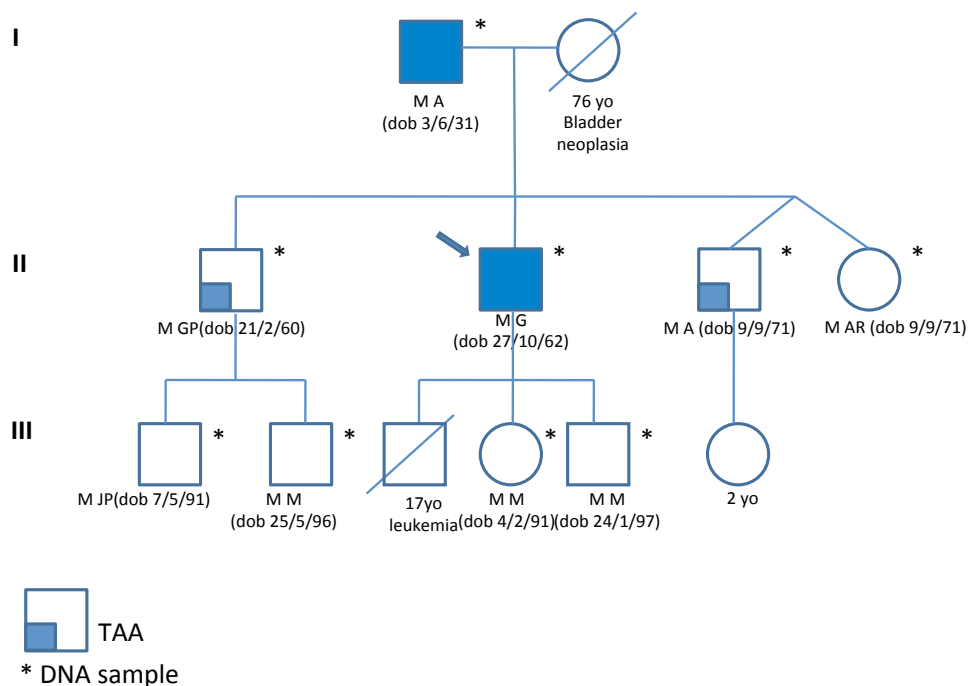 I
*
M A
(dob 3/6/31)
76 yo
Bladder
neoplasia
II
*
*
*
*
M GP(dob 21/2/60)
M G
(dob 27/10/62)
M A (dob 9/9/71)
M AR (dob 9/9/71)
III
*
*
*
*
M JP(dob 7/5/91)
M M
(dob 25/5/96)
17yo
leukemia
M M
(dob 4/2/91)
M M
(dob 24/1/97)
2 yo
TAA
* DNA sample